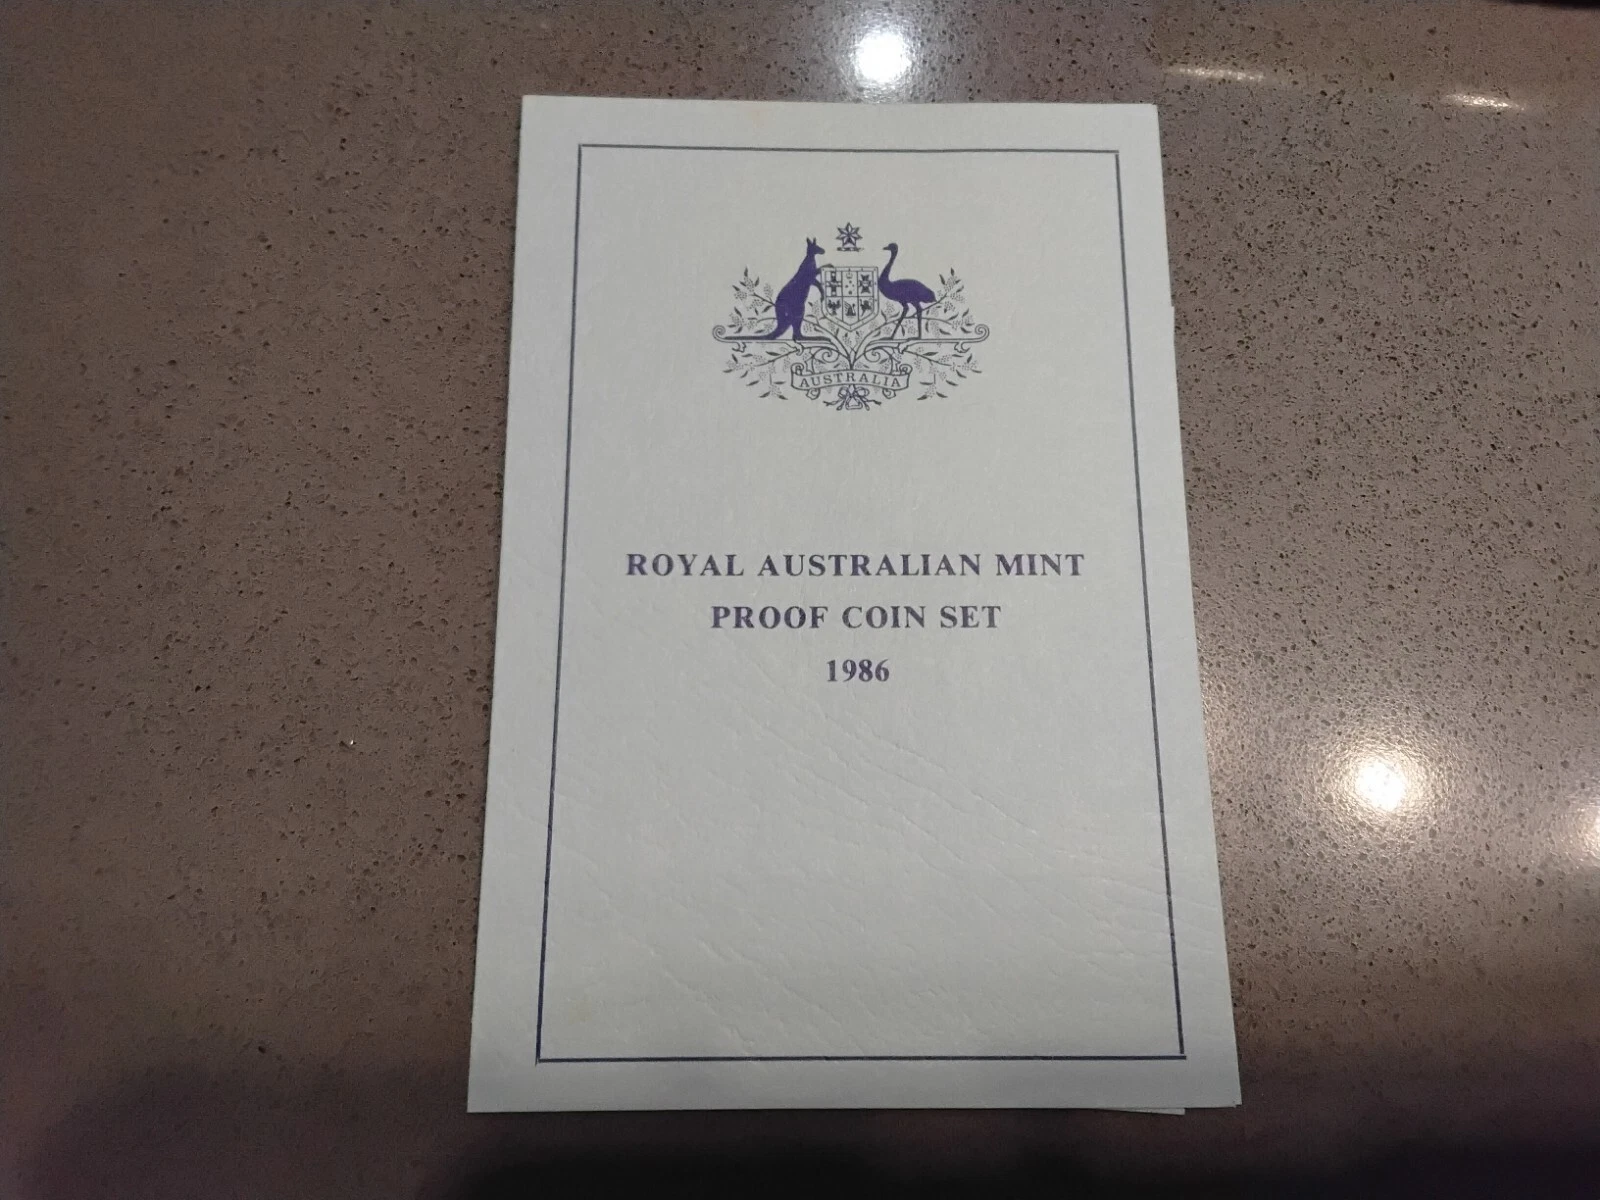 AUSTRALIA
ROYAL AUSTRALIAN MINT
PROOF COIN SET
1986